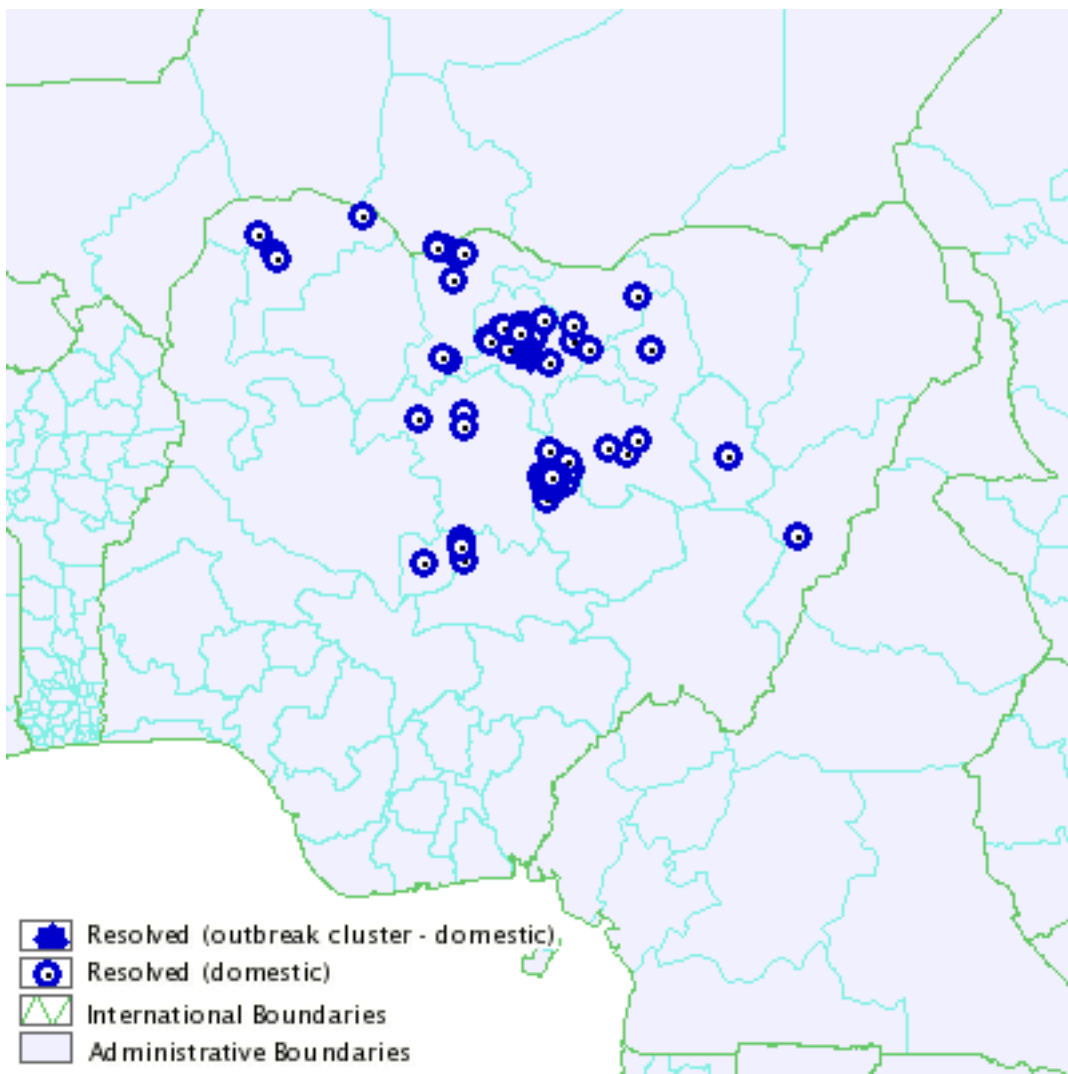 Resolved (outbreak cluster - domestic)
Resolved (domestic)
International Boundaries
Administrative Boundaries